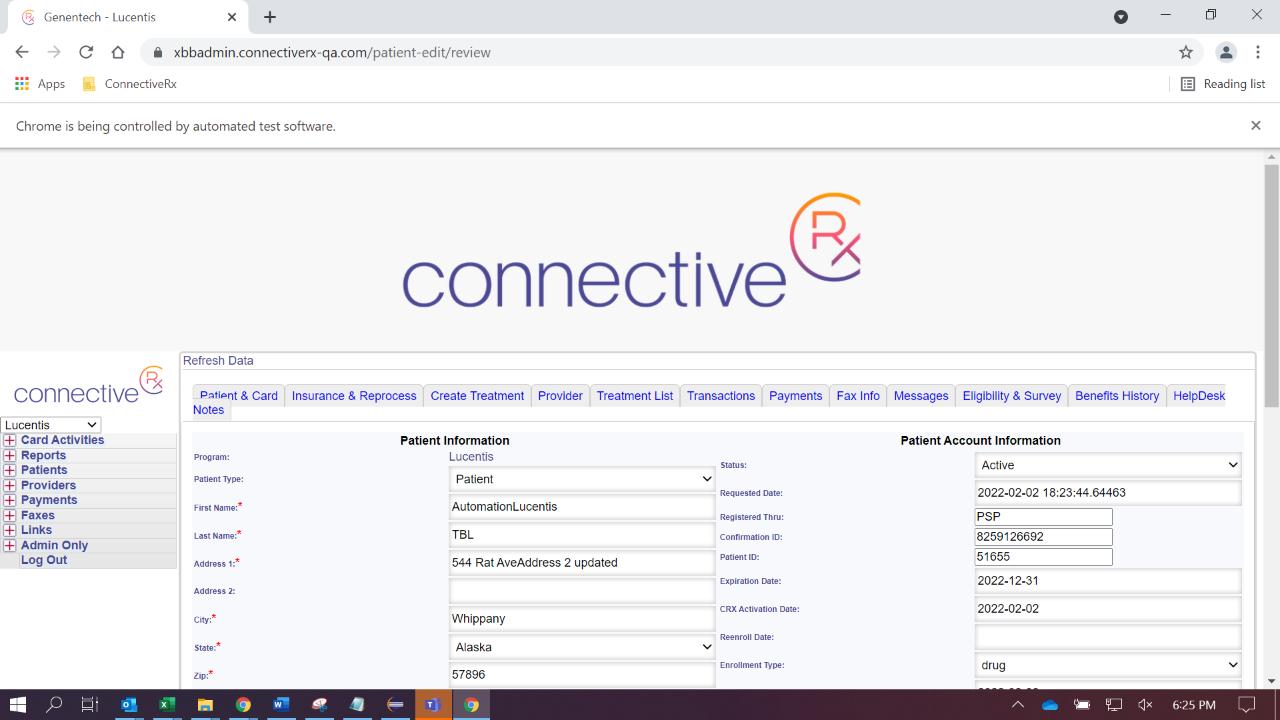 Genentech - Lucentis
xbbadmin.connectiverx-qa.com/patient-edit/review
Apps ConnectiveRx Reading list
Chrome is being controlled by automated test software.
connective Rx
connective Rx
Lucentis
Card Activities
Reports
Patients
Providers
Payments
Faxes
Links
Admin Only
Log Out
Refresh Data
Patient & Card Insurance & Reprocess Create Treatment Provider Treatment List Transactions Payments Fax Info Messages Eligibility & Survey Benefits History HelpDesk
Notes
Patient Information
Program: Lucentis
Patient Type: Patient
First Name:* AutomationLucentis
Last Name:* TBL
Address 1:* 544 Rat AveAddress 2 updated
Address 2:
City:* Whippany
State:* Alaska
Zip:* 57896
Patient Account Information
Status: Active
Requested Date: 2022-02-02 18:23:44.64463
Registered Thru: PSP
Confirmation ID: 8259126692
Patient ID: 51655
Expiration Date: 2022-12-31
CRX Activation Date: 2022-02-02
Reenroll Date:
Enrollment Type: drug
6:25 PM